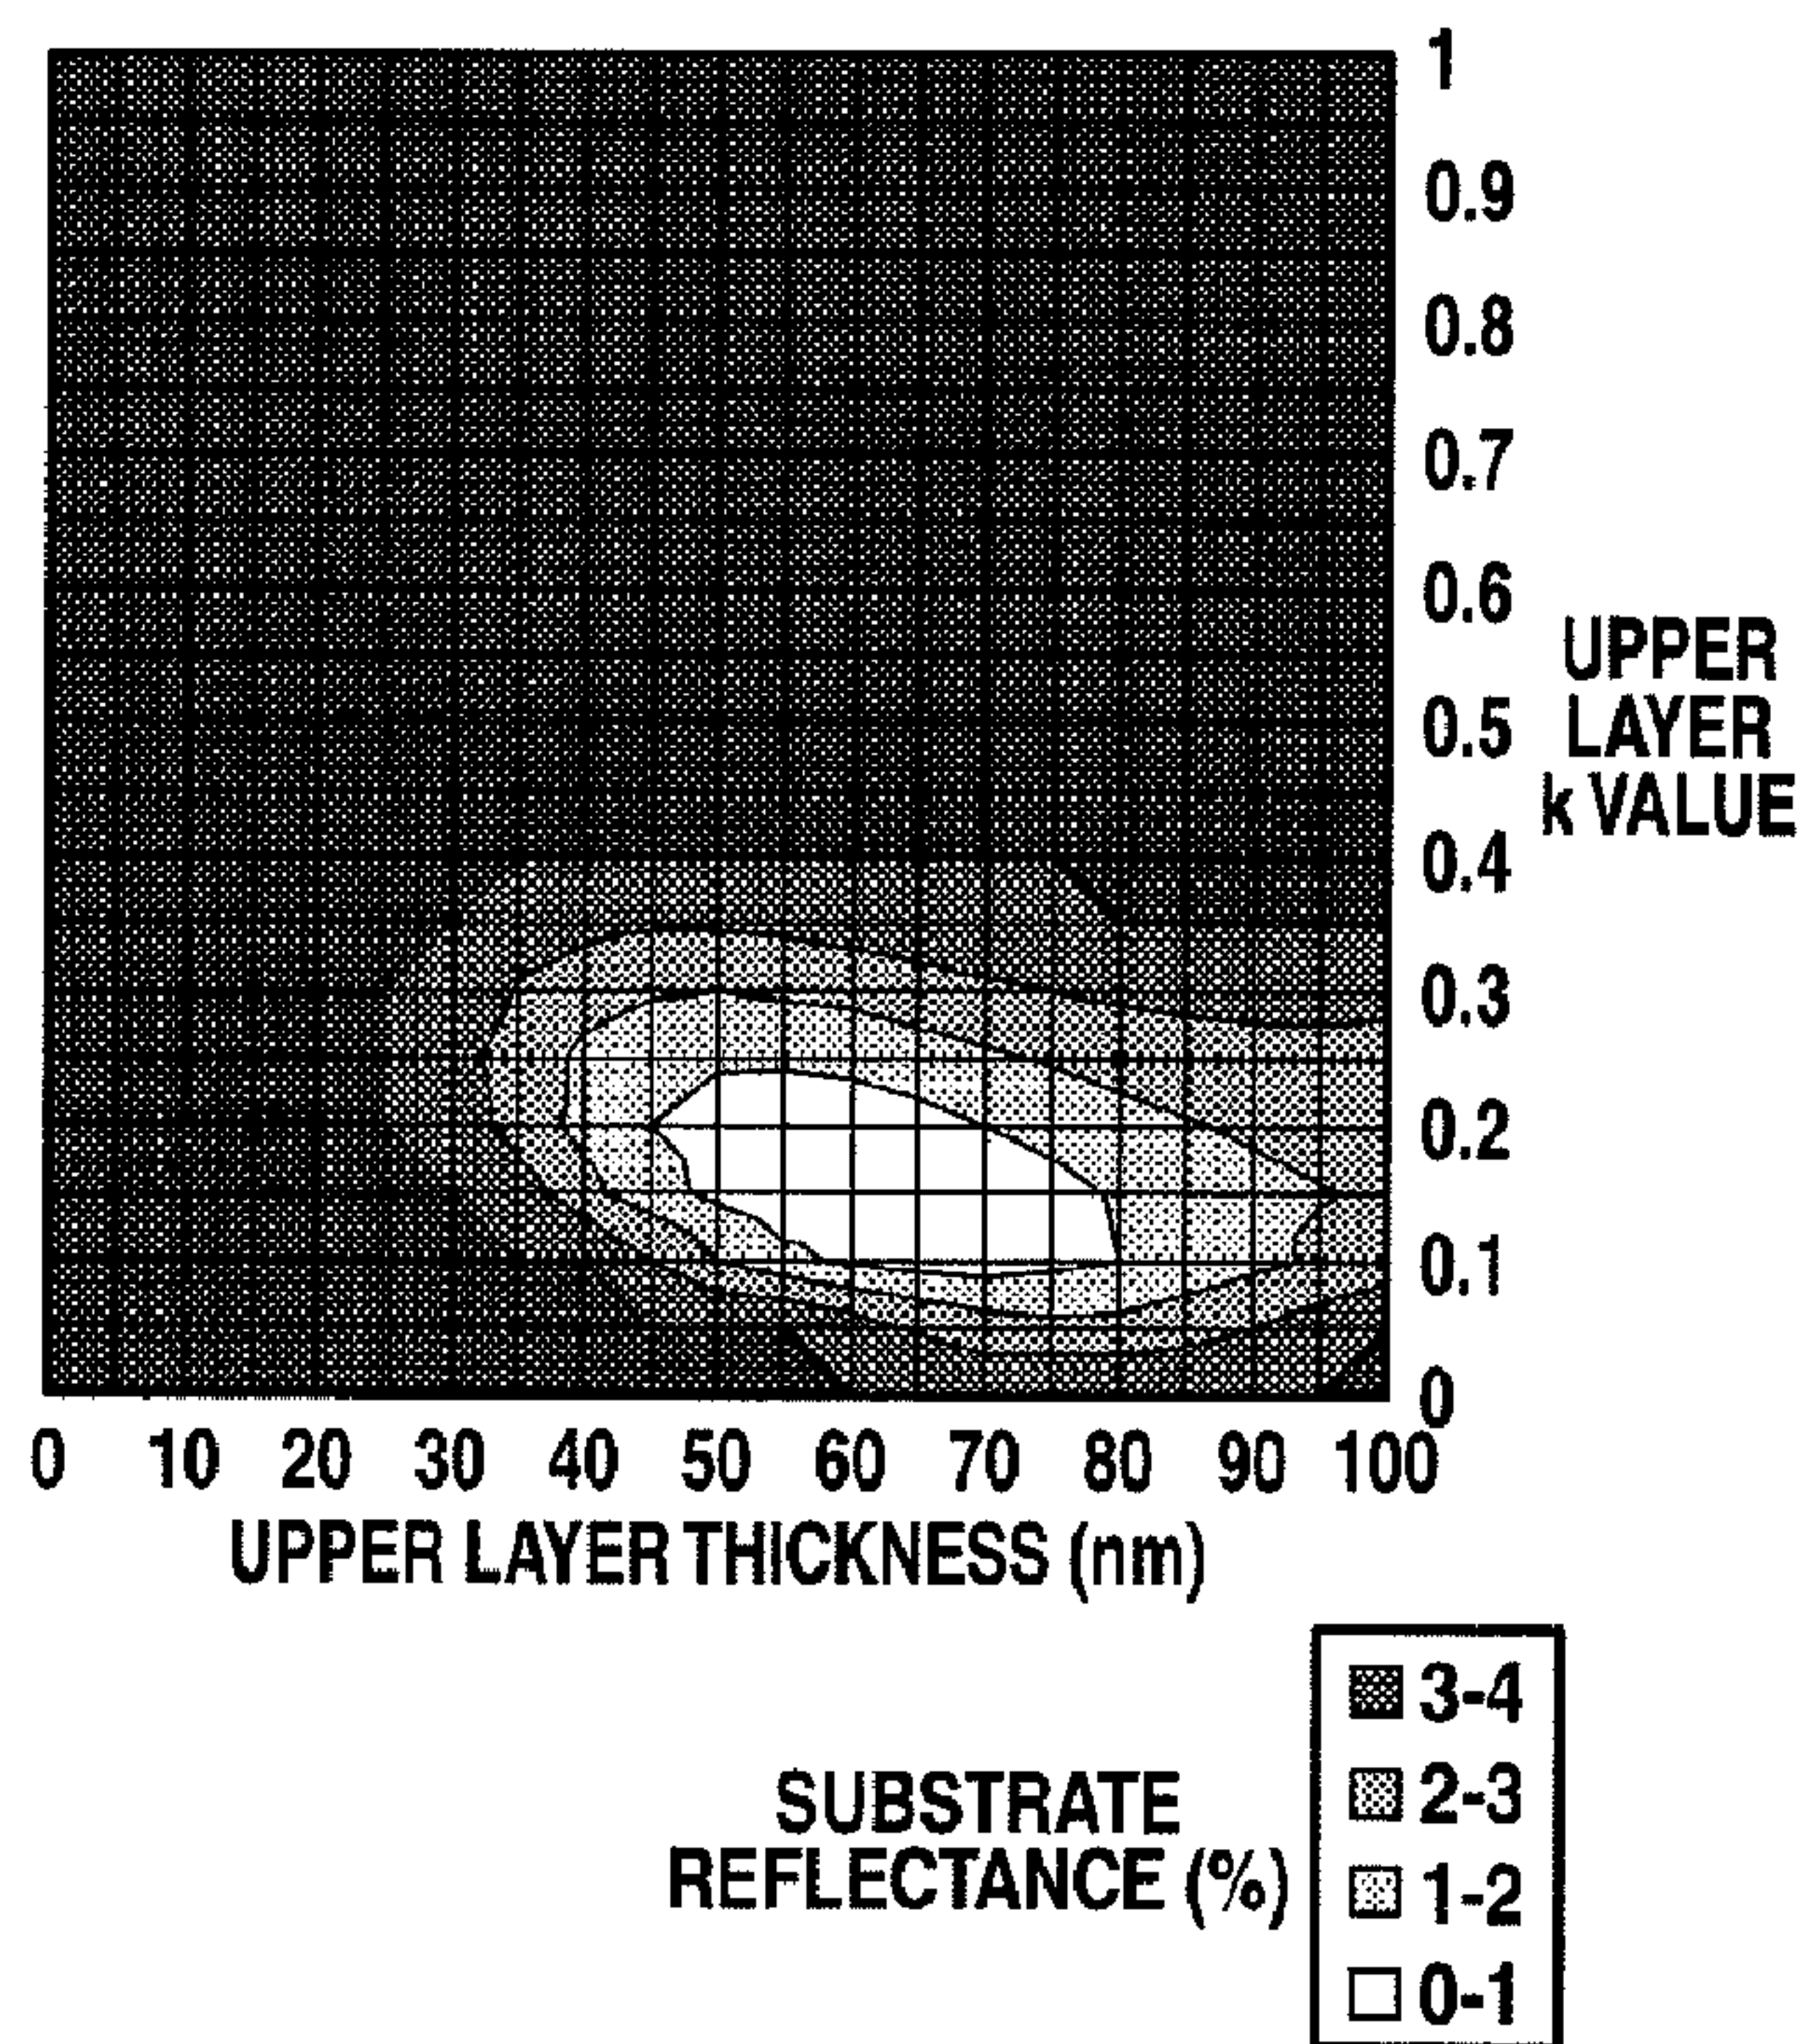 1
0.9
0.8
0.7
0.6
0.5
0.4
0.3
0.2
0.1
0
UPPER
LAYER
k VALUE
0 10 20 30 40 50 60 70 80 90 100
UPPER LAYER THICKNESS (nm)
SUBSTRATE
REFLECTANCE (%)
3-4
2-3
1-2
0-1